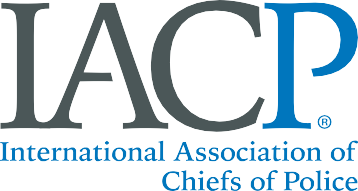 IACP®
International Association of
Chiefs of Police